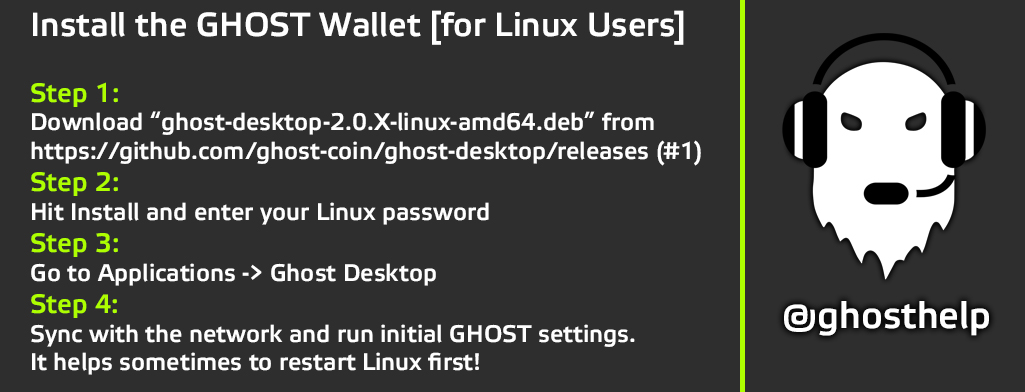 Install the GHOST Wallet [for Linux Users]
Step 1:
Download “ghost-desktop-2.0.X-linux-amd64.deb” from
https://github.com/ghost-coin/ghost-desktop/releases (#1)
Step 2:
Hit Install and enter your Linux password
Step 3:
Go to Applications -> Ghost Desktop
Step 4:
Sync with the network and run initial GHOST settings.
It helps sometimes to restart Linux first!
@ghosthelp